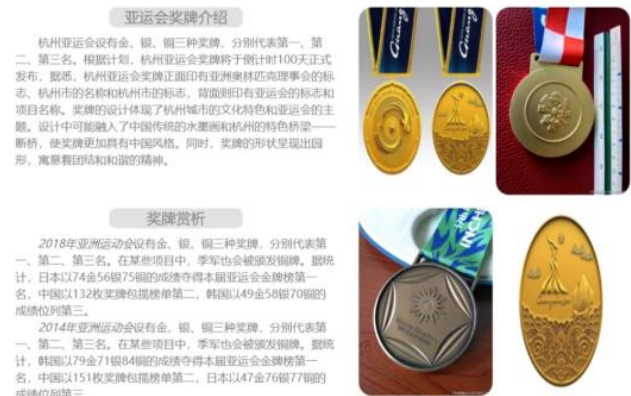 亚运会奖牌介绍
杭州亚运会设有金、银、铜三种奖牌，分别代表第一、第
二、第三名。根据计划，杭州亚运会奖牌将于倒计时100天正式
发布，据悉，杭州亚运会奖牌正面印有亚洲奥林匹克理事会的标
志、杭州市的名称和杭州市的标志，背面则印有亚运会的标志和
项目名称。奖牌的设计体现了杭州城市的文化特色和亚运会的主
题。设计中可能融入了中国传统的水墨画和杭州的特色桥梁——
断桥，使奖牌更加具有中国风格。同时，奖牌的形状呈现出圆
形，寓意着团结和和谐的精神。
奖牌赏析
2018年亚洲运动会设有金、银、铜三种奖牌，分别代表第
一、第二、第三名。在某些项目中，季军也会被颁发铜牌。据统
计，日本以74金56银75铜的成绩夺得本届亚运会金牌榜第一
名，中国以132枚奖牌包揽榜单第二，韩国以49金58银70铜的
成绩位列第三。
2014年亚洲运动会设有金、银、铜三种奖牌，分别代表第
一、第二、第三名。在某些项目中，季军也会被颁发铜牌。据统
计，韩国以79金71银84铜的成绩夺得本届亚运会金牌榜第一
名，中国以151枚奖牌包揽榜单第二，日本以47金76银77铜的
成绩位列第三
Guang
Guang
INCH